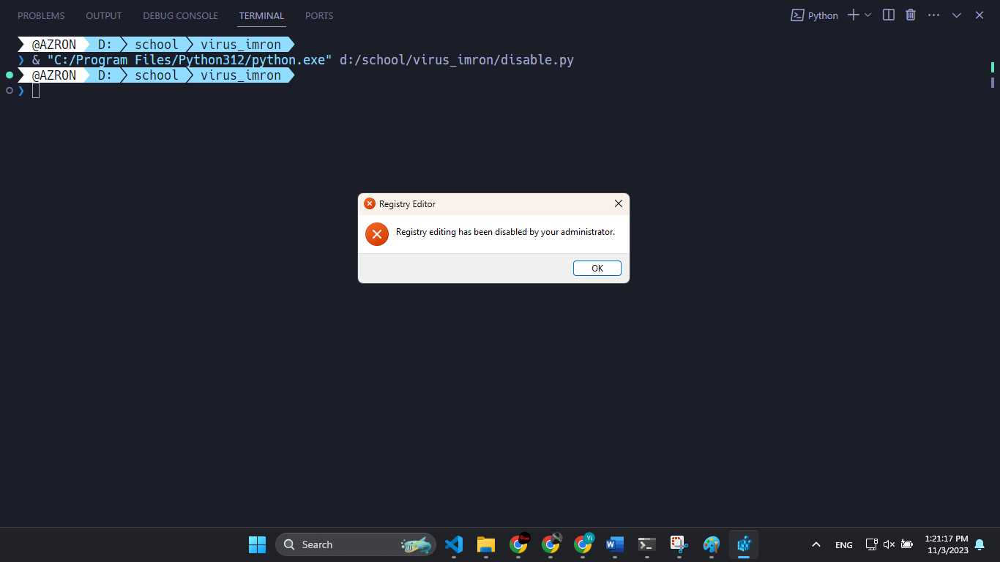 PROBLEMS OUTPUT DEBUG CONSOLE TERMINAL PORTS Python
@AZRON D: school virus_imron
❯ & "C:/Program Files/Python312/python.exe" d:/school/virus_imron/disable.py
@AZRON D: school virus_imron
❯
Registry Editor
Registry editing has been disabled by your administrator.
OK
Search
Yi
ENG
1:21:17 PM
11/3/2023